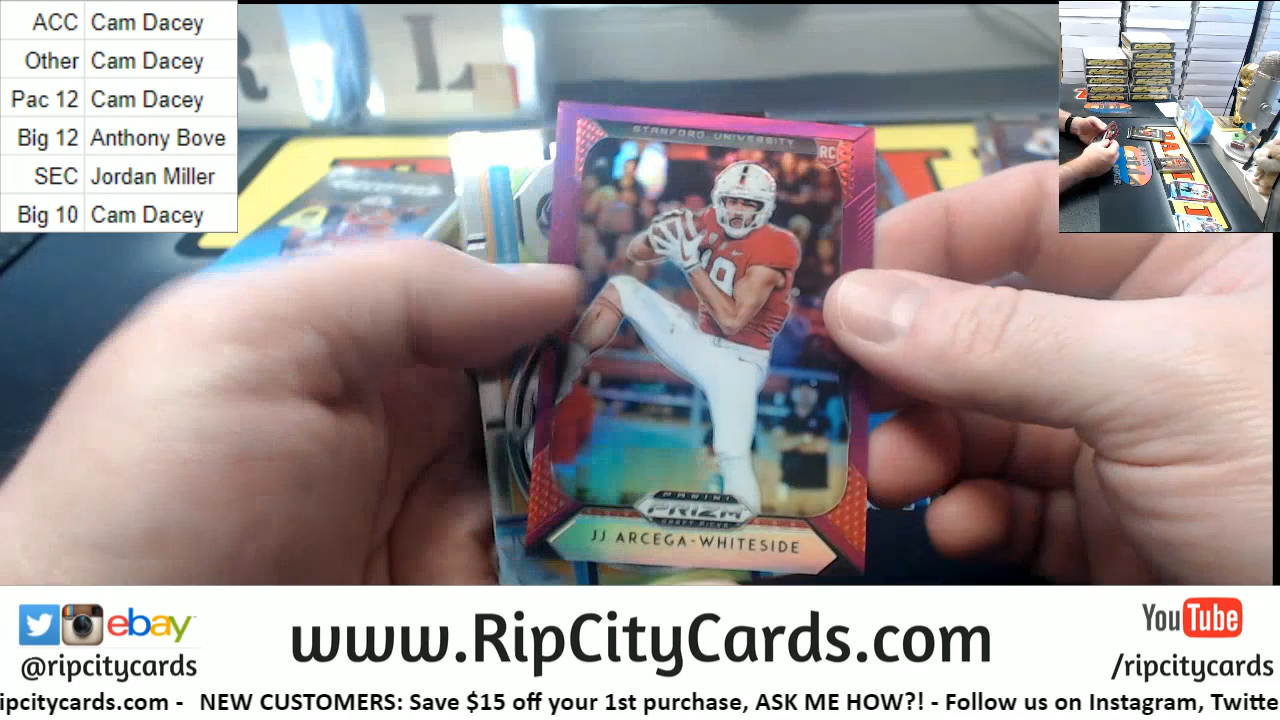 ACC Cam Dacey
Other Cam Dacey
Pac 12 Cam Dacey
Big 12 Anthony Bove
SEC Jordan Miller
Big 10 Cam Dacey
STANFORD UNIVERSITY
RC
19
PANINI
PRIZM
DRAFT PICKS
JJ ARCEGA-WHITESIDE
ebay
@ripcitycards
www.RipCityCards.com
YouTube
/ripcitycards
ipcitycards.com - NEW CUSTOMERS: Save $15 off your 1st purchase, ASK ME HOW?! - Follow us on Instagram, Twitte